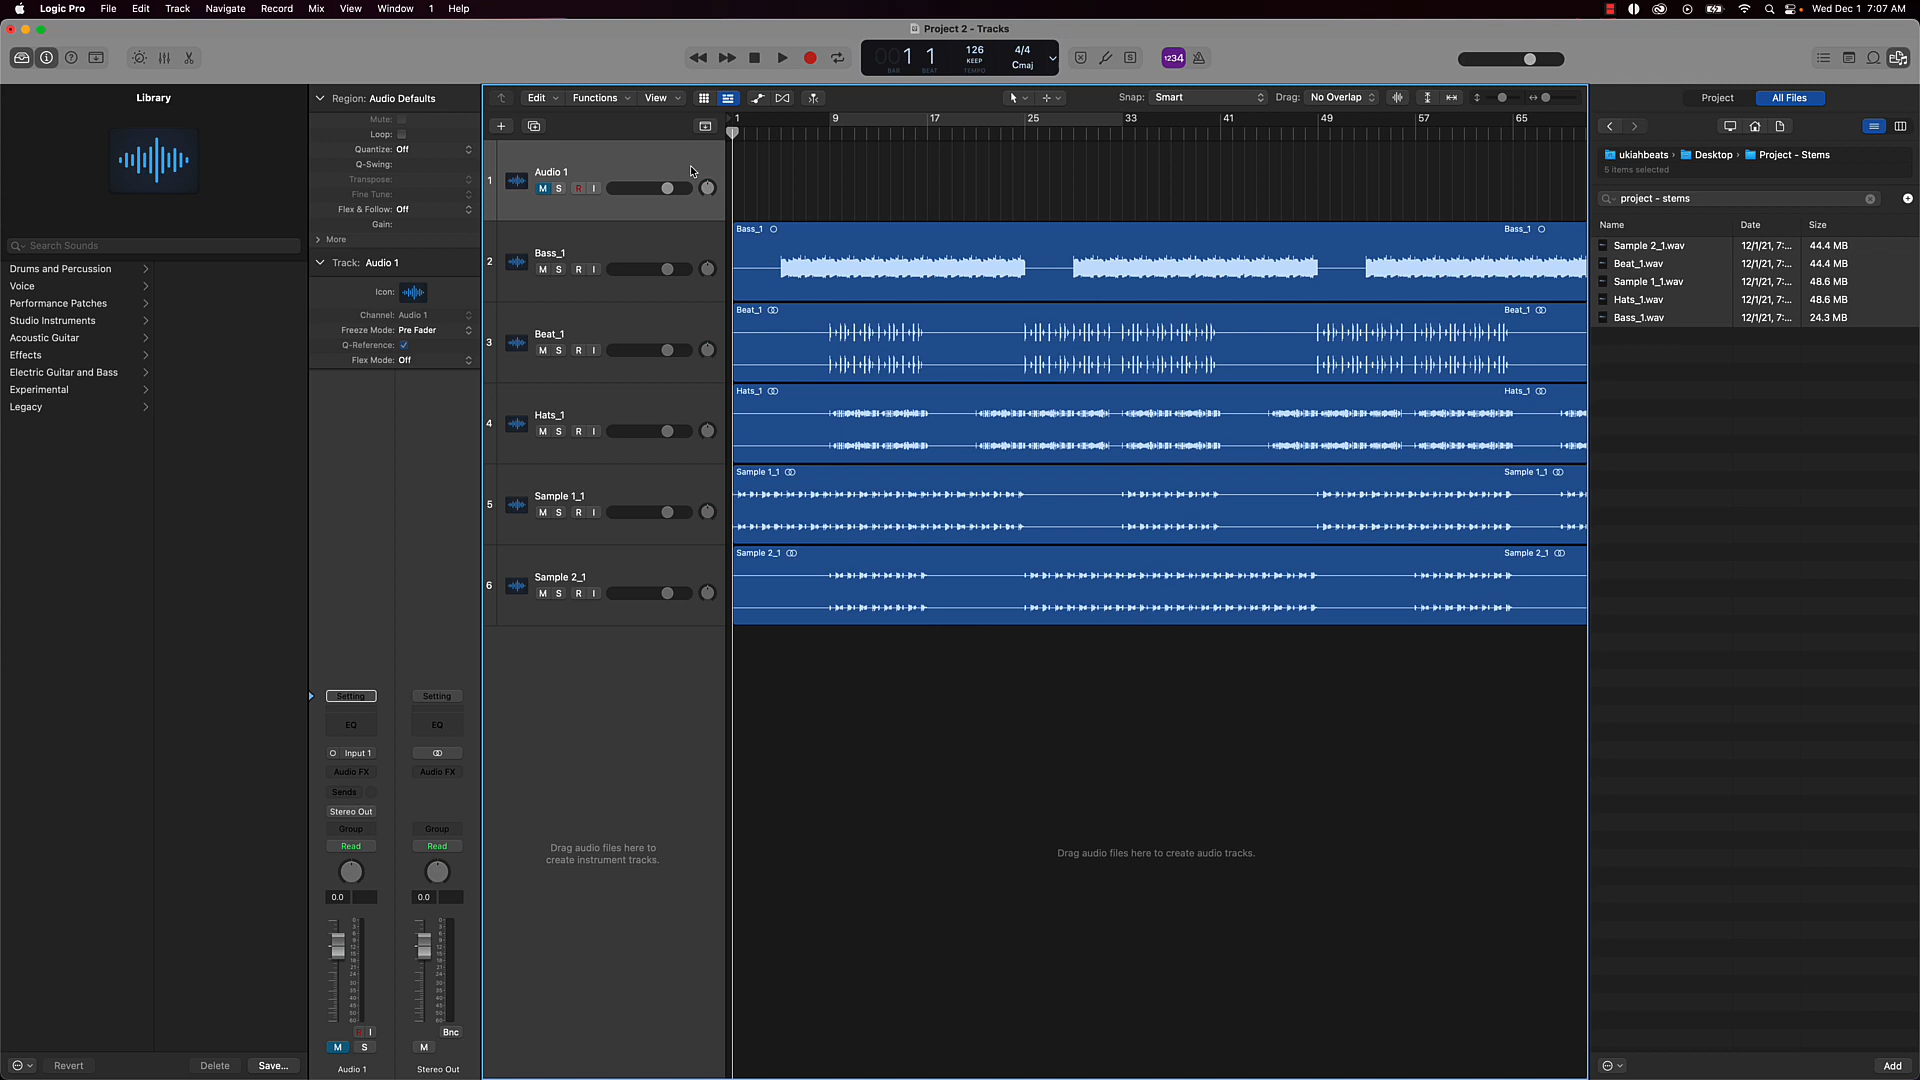 Logic Pro File Edit Track Navigate Record Mix View Window 1 Help Wed Dec 1 7:07 AM
Project 2 - Tracks
001 1 126 4/4
KEEP Cmaj
BAR BEAT TEMPO
1234
Library
Search Sounds
Drums and Percussion
Voice
Performance Patches
Studio Instruments
Acoustic Guitar
Effects
Electric Guitar and Bass
Experimental
Legacy
Revert Delete Save...
Region: Audio Defaults
Mute:
Loop:
Quantize: Off
Q-Swing:
Transpose:
Fine Tune:
Flex & Follow: Off
Gain:
More
Track: Audio 1
Icon:
Channel: Audio 1
Freeze Mode: Pre Fader
Q-Reference:
Flex Mode: Off
Setting Setting
EQ EQ
Input 1
Audio FX Audio FX
Sends
Stereo Out
Group Group
Read Read
0.0 0.0
R I Bnc
M S M
Audio 1 Stereo Out
Edit Functions View Snap: Smart Drag: No Overlap
1 9 17 25 33 41 49 57 65
1 Audio 1
M S R I
2 Bass_1
M S R I
3 Beat_1
M S R I
4 Hats_1
M S R I
5 Sample 1_1
M S R I
6 Sample 2_1
M S R I
Bass_1 Bass_1
Beat_1 Beat_1
Hats_1 Hats_1
Sample 1_1 Sample 1_1
Sample 2_1 Sample 2_1
Drag audio files here to
create instrument tracks.
Drag audio files here to create audio tracks.
Project All Files
ukiahbeats Desktop Project - Stems
5 items selected
project - stems
Name Date Size
Sample 2_1.wav 12/1/21, 7:... 44.4 MB
Beat_1.wav 12/1/21, 7:... 44.4 MB
Sample 1_1.wav 12/1/21, 7:... 48.6 MB
Hats_1.wav 12/1/21, 7:... 48.6 MB
Bass_1.wav 12/1/21, 7:... 24.3 MB
Add